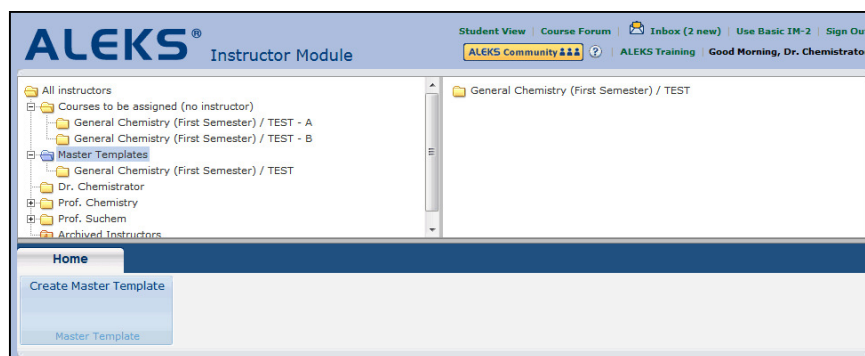 ALEKS® Instructor Module
Student View Course Forum Inbox (2 new) Use Basic IM-2 Sign Ou
ALEKS Community ? ALEKS Training Good Morning, Dr. Chemistrato
All instructors
Courses to be assigned (no instructor)
General Chemistry (First Semester) / TEST - A
General Chemistry (First Semester) / TEST - B
Master Templates
General Chemistry (First Semester) / TEST
Dr. Chemistrator
Prof. Chemistry
Prof. Suchem
Archived Instructors
General Chemistry (First Semester) / TEST
Home
Create Master Template
Master Template